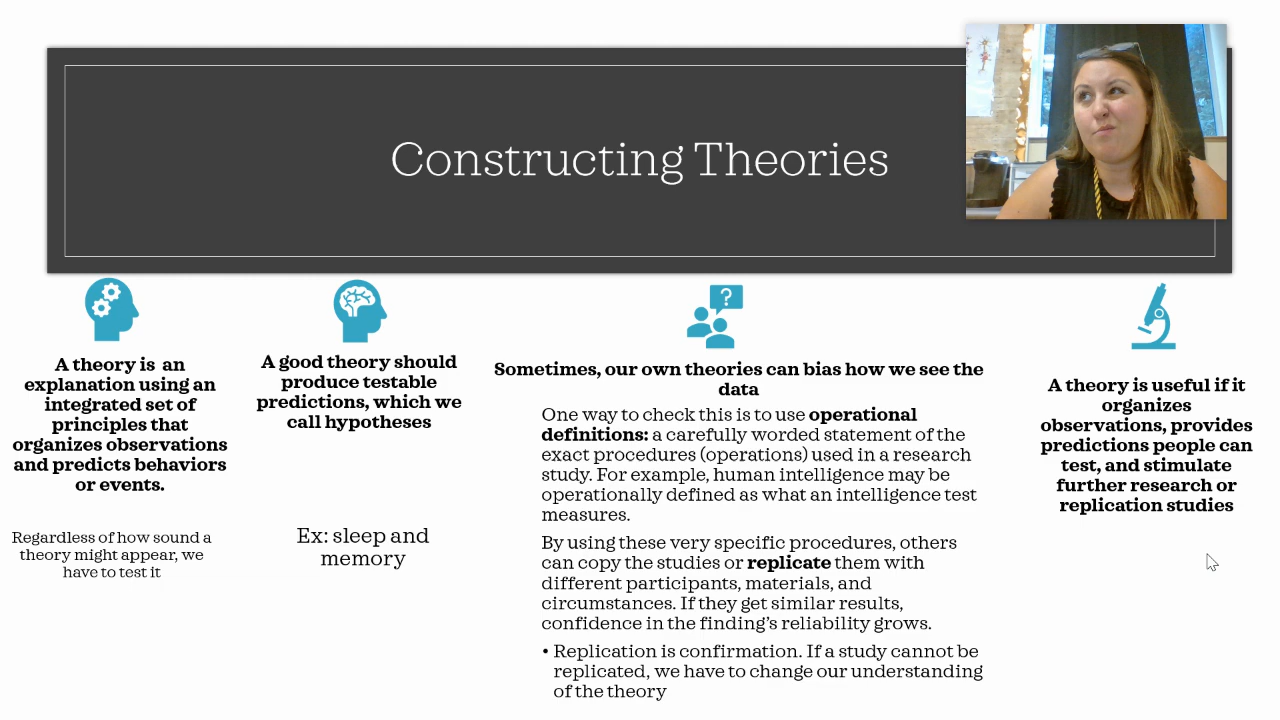 Constructing Theories
A theory is an
explanation using an
integrated set of
principles that
organizes observations
and predicts behaviors
or events.
Regardless of how sound a
theory might appear, we
have to test it
A good theory should
produce testable
predictions, which we
call hypotheses
Ex: sleep and
memory
?
Sometimes, our own theories can bias how we see the
data
One way to check this is to use operational
definitions: a carefully worded statement of the
exact procedures (operations) used in a research
study. For example, human intelligence may be
operationally defined as what an intelligence test
measures.
By using these very specific procedures, others
can copy the studies or replicate them with
different participants, materials, and
circumstances. If they get similar results,
confidence in the finding’s reliability grows.
• Replication is confirmation. If a study cannot be
replicated, we have to change our understanding
of the theory
A theory is useful if it
organizes
observations, provides
predictions people can
test, and stimulate
further research or
replication studies